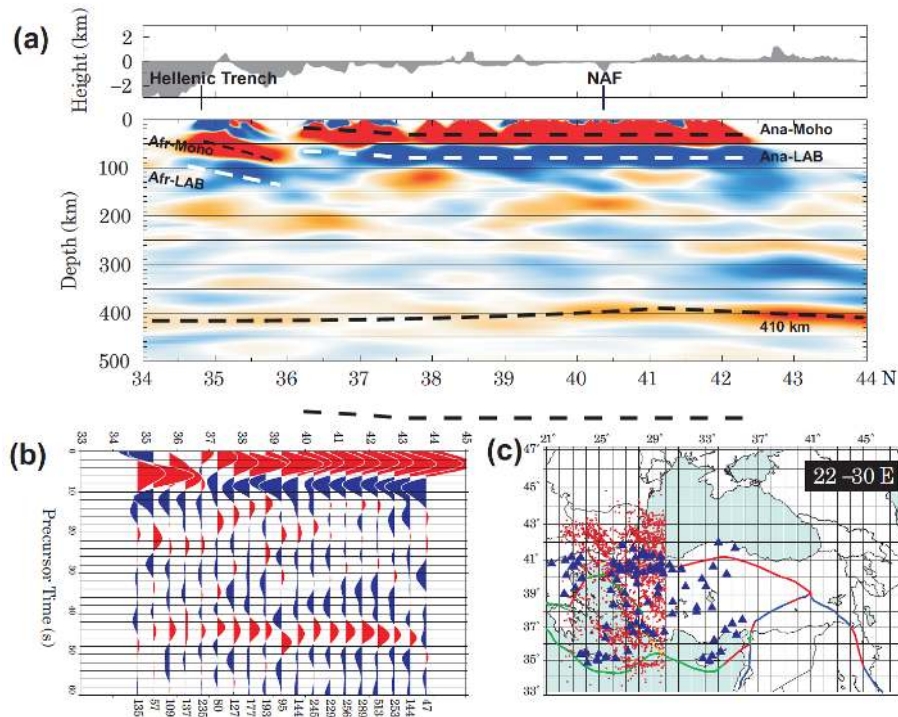 (a)
Height (km)
2
0
−2
Hellenic Trench
NAF
Depth (km)
0
100
200
300
400
500
Afr-Moho
Afr-LAB
Ana-Moho
Ana-LAB
410 km
34 35 36 37 38 39 40 41 42 43 44 N
(b)
33 34 35 36 37 38 39 40 41 42 43 44 45
Precursor Time (s)
0
10
135 57 109 137 235 80 127 177 193 95 144 245 229 256 289 513 253 144 47
(c)
21° 25° 29° 33° 37° 41° 45°
47°
45°
43°
41°
39°
37°
35°
33°
22–30 E